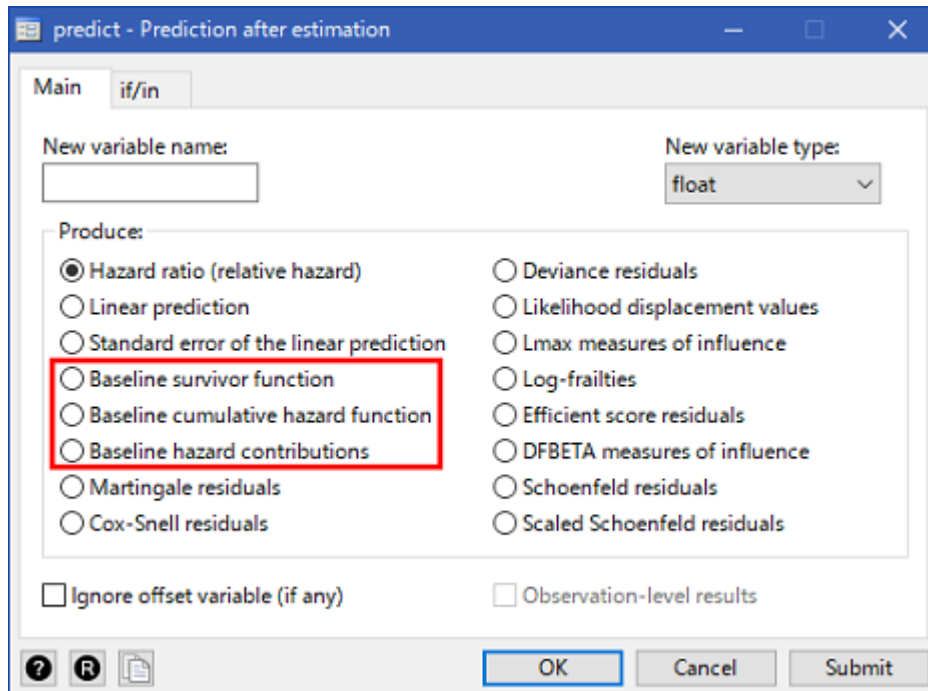 predict - Prediction after estimation
Main
if/in
New variable name:
New variable type:
float
Produce:
Hazard ratio (relative hazard)
Linear prediction
Standard error of the linear prediction
Baseline survivor function
Baseline cumulative hazard function
Baseline hazard contributions
Martingale residuals
Cox-Snell residuals
Deviance residuals
Likelihood displacement values
Lmax measures of influence
Log-frailties
Efficient score residuals
DFBETA measures of influence
Schoenfeld residuals
Scaled Schoenfeld residuals
Ignore offset variable (if any)
Observation-level results
? R
OK
Cancel
Submit